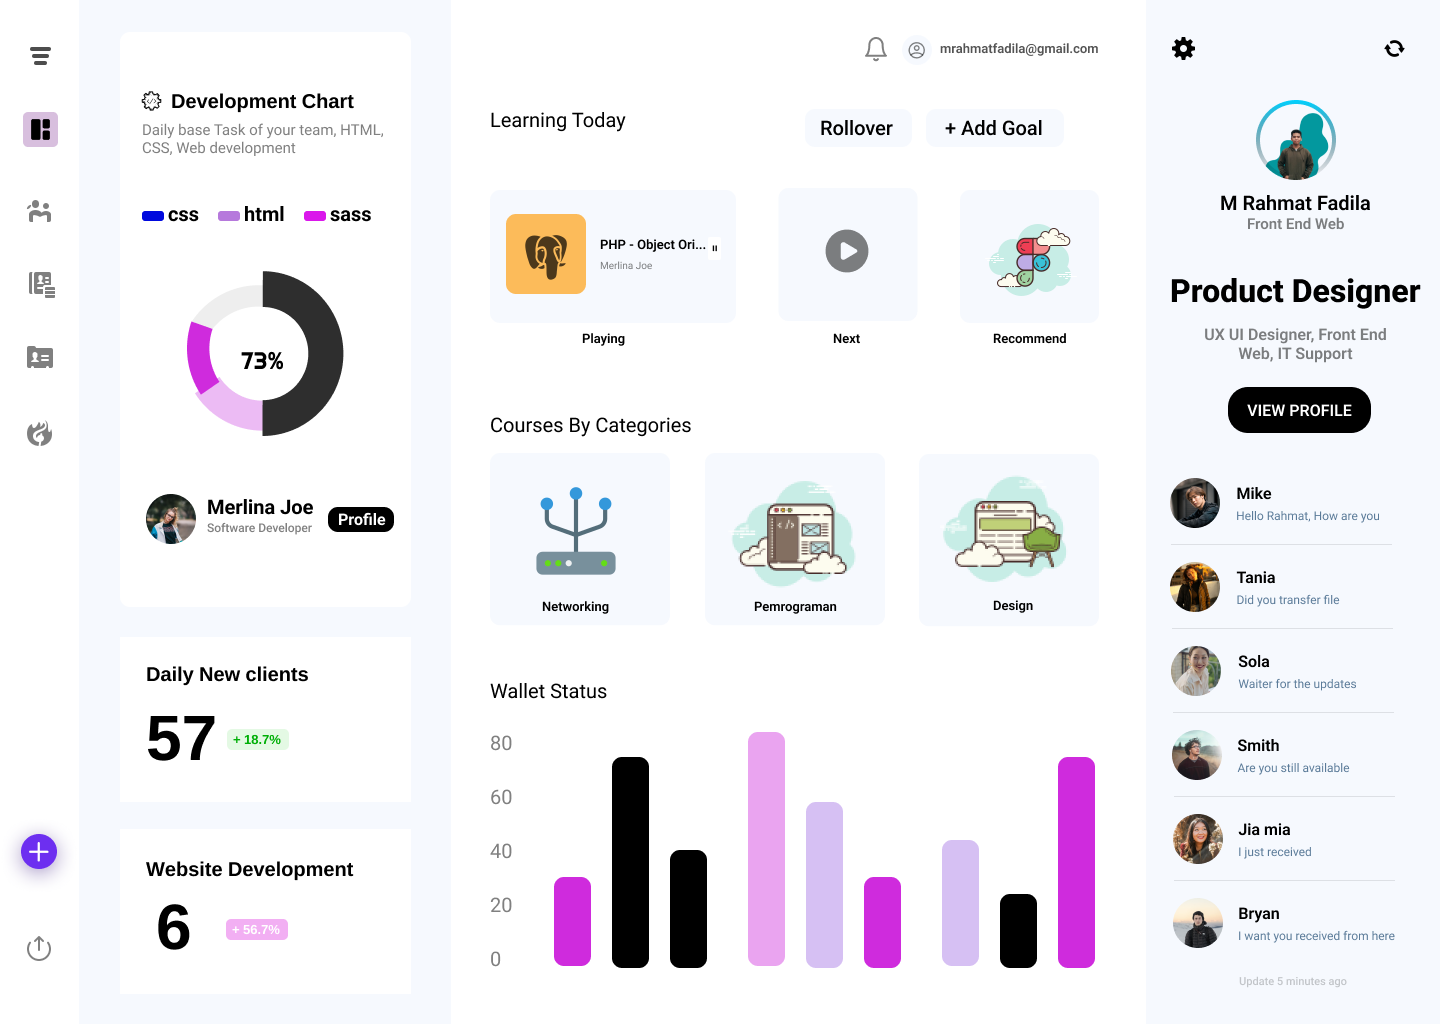 Development Chart
Daily base Task of your team, HTML,
CSS, Web development
css html sass
73%
Merlina Joe
Software Developer
Profile
Daily New clients
57
+ 18.7%
Website Development
6
+ 56.7%
mrahmatfadila@gmail.com
Learning Today
Rollover
+ Add Goal
PHP - Object Ori...
Merlina Joe
Playing
Next
Recommend
Courses By Categories
</>
Networking
Pemrograman
Design
Wallet Status
80
60
40
20
0
M Rahmat Fadila
Front End Web
Product Designer
UX UI Designer, Front End
Web, IT Support
VIEW PROFILE
Mike
Hello Rahmat, How are you
Tania
Did you transfer file
Sola
Waiter for the updates
Smith
Are you still available
Jia mia
I just received
Bryan
I want you received from here
Update 5 minutes ago